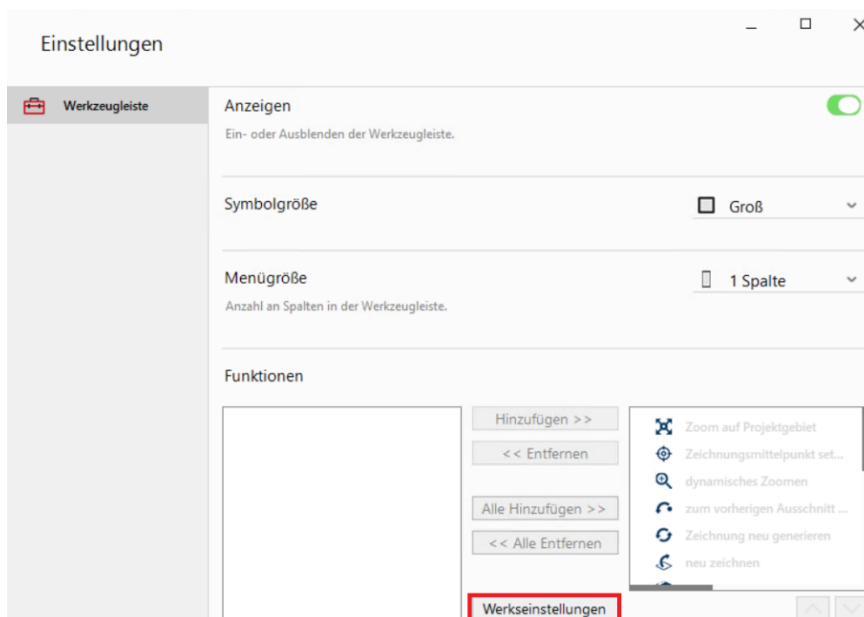 Einstellungen
Werkzeugleiste
Anzeigen
Ein- oder Ausblenden der Werkzeugleiste.
Symbolgröße
Groß
Menügröße
1 Spalte
Anzahl an Spalten in der Werkzeugleiste.
Funktionen
Hinzufügen >>
<< Entfernen
Alle Hinzufügen >>
<< Alle Entfernen
Werkseinstellungen
Zoom auf Projektgebiet
Zeichnungsmittelpunkt set...
dynamisches Zoomen
zum vorherigen Ausschnitt ...
Zeichnung neu generieren
neu zeichnen